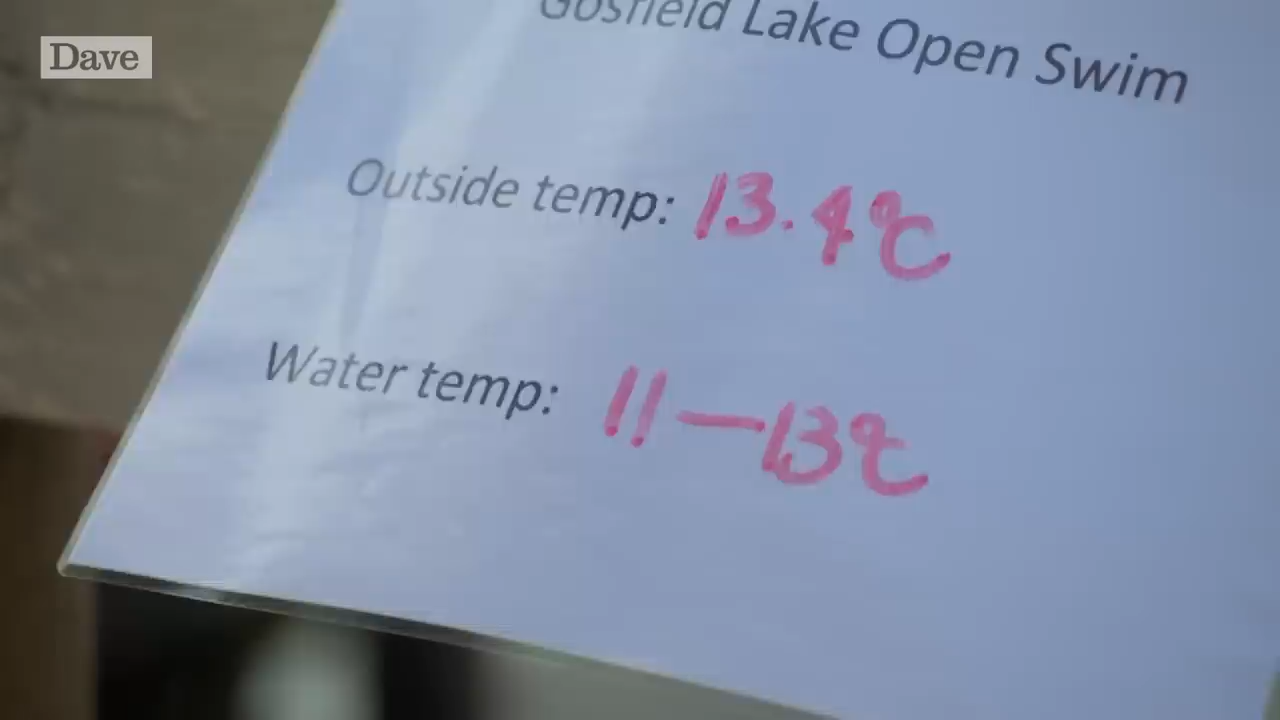 Dave
Gosfield Lake Open Swim
Outside temp: 13.4°C
Water temp: 11-13°C